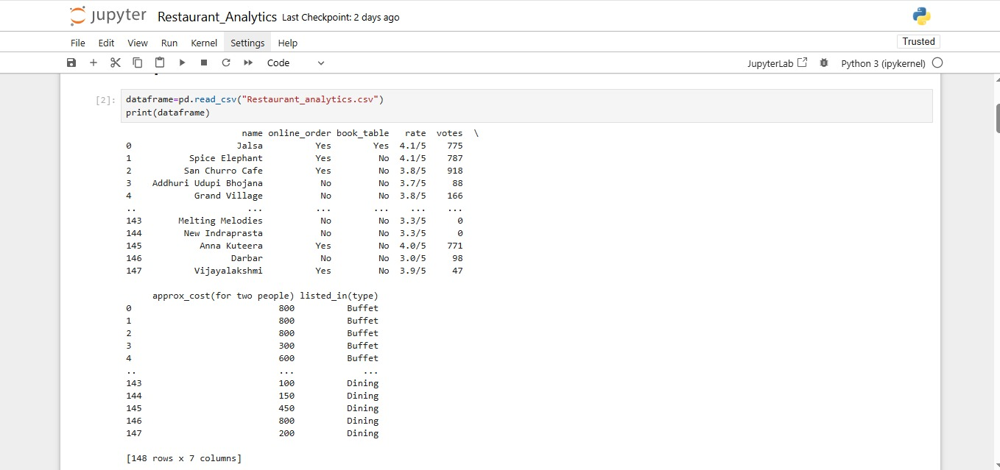 jupyter Restaurant_Analytics Last Checkpoint: 2 days ago
File Edit View Run Kernel Settings Help
Trusted
Code
JupyterLab Python 3 (ipykernel)
[2]: dataframe=pd.read_csv("Restaurant_analytics.csv")
print(dataframe)
name online_order book_table rate votes \
0 Jalsa Yes Yes 4.1/5 775
1 Spice Elephant Yes No 4.1/5 787
2 San Churro Cafe Yes No 3.8/5 918
3 Addhuri Udupi Bhojana No No 3.7/5 88
4 Grand Village No No 3.8/5 166
.. ... ... ... ... ...
143 Melting Melodies No No 3.3/5 0
144 New Indraprasta No No 3.3/5 0
145 Anna Kuteera Yes No 4.0/5 771
146 Darbar No No 3.0/5 98
147 Vijayalakshmi Yes No 3.9/5 47
approx_cost(for two people) listed_in(type)
0 800 Buffet
1 800 Buffet
2 800 Buffet
3 300 Buffet
4 600 Buffet
.. ... ...
143 100 Dining
144 150 Dining
145 450 Dining
146 800 Dining
147 200 Dining
[148 rows x 7 columns]